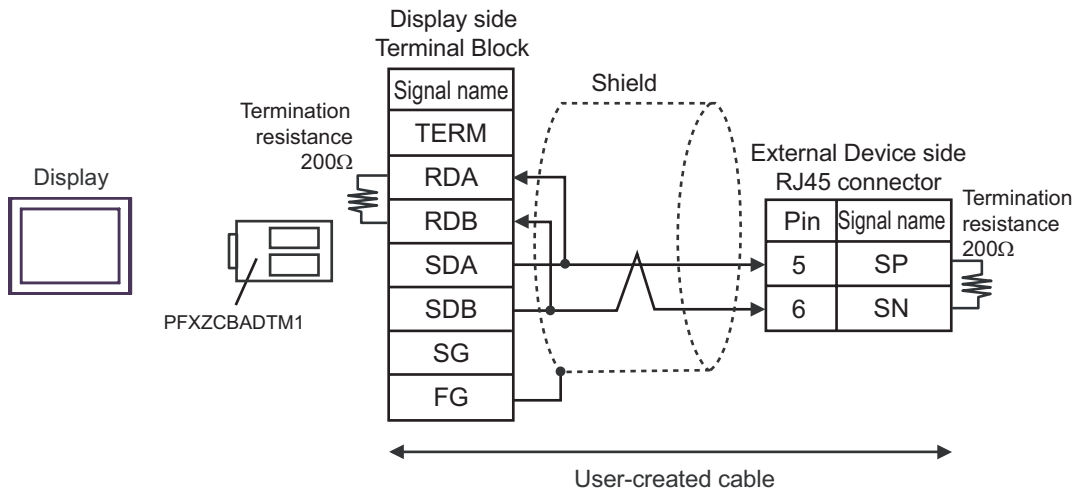 Display side
Terminal Block
Signal name
TERM
RDA
RDB
SDA
SDB
SG
FG
Shield
Termination
resistance
200Ω
Display
PFXZCBADTM1
External Device side
RJ45 connector
Pin Signal name
5 SP
6 SN
Termination
resistance
200Ω
User-created cable